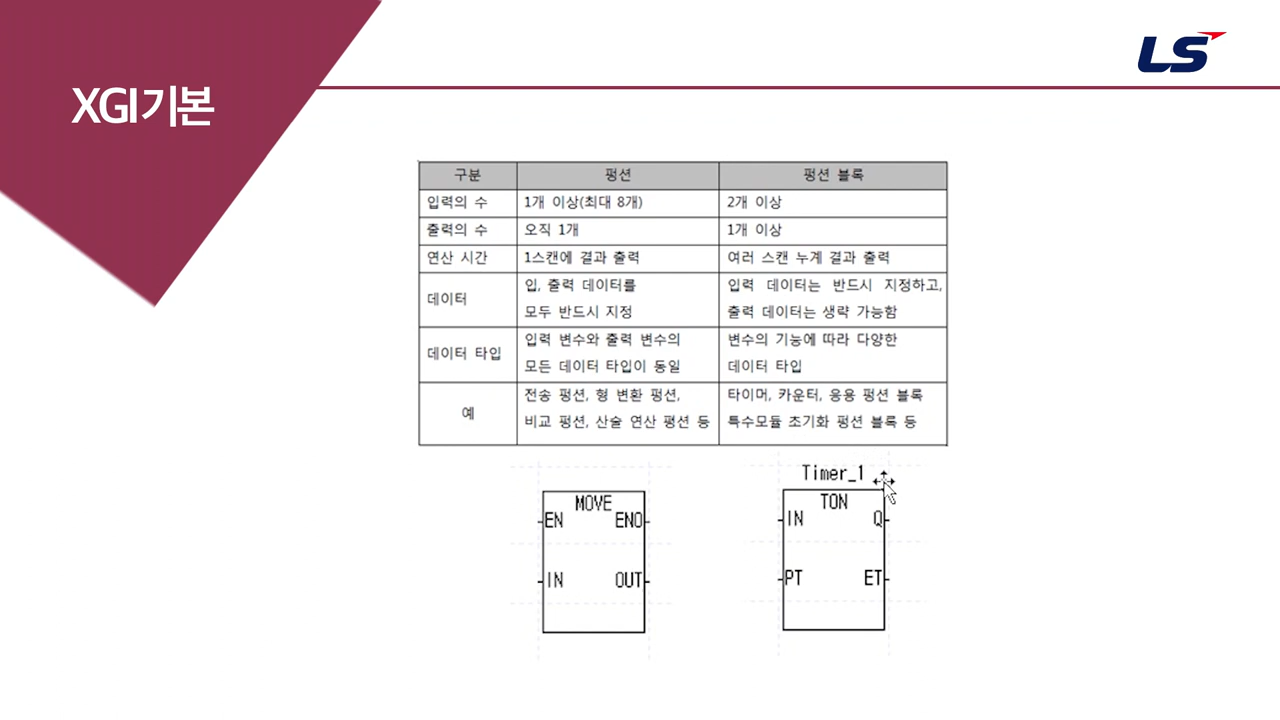 XGI기본
LS
구분 펑션 펑션 블록
입력의 수 1개 이상(최대 8개) 2개 이상
출력의 수 오직 1개 1개 이상
연산 시간 1스캔에 결과 출력 여러 스캔 누계 결과 출력
데이터 입, 출력 데이터를 입력 데이터는 반드시 지정하고,
모두 반드시 지정 출력 데이터는 생략 가능함
데이터 타입 입력 변수와 출력 변수의 변수의 기능에 따라 다양한
모든 데이터 타입이 동일 데이터 타입
예 전송 펑션, 형 변환 펑션, 타이머, 카운터, 응용 펑션 블록
비교 펑션, 산술 연산 펑션 등 특수모듈 초기화 펑션 블록 등
Timer_1
MOVE TON
EN ENO IN Q
IN OUT PT ET